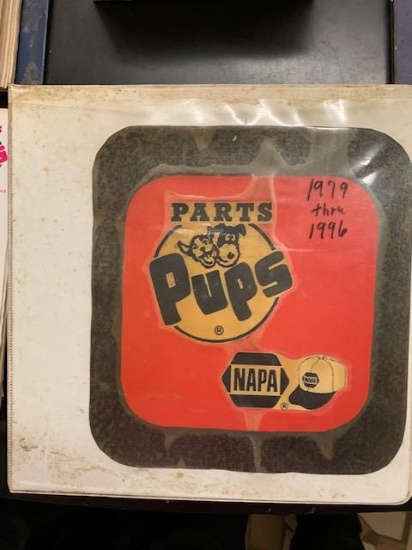 PARTS
Pups
®
1979
thru
1996
NAPA
®
NAPA